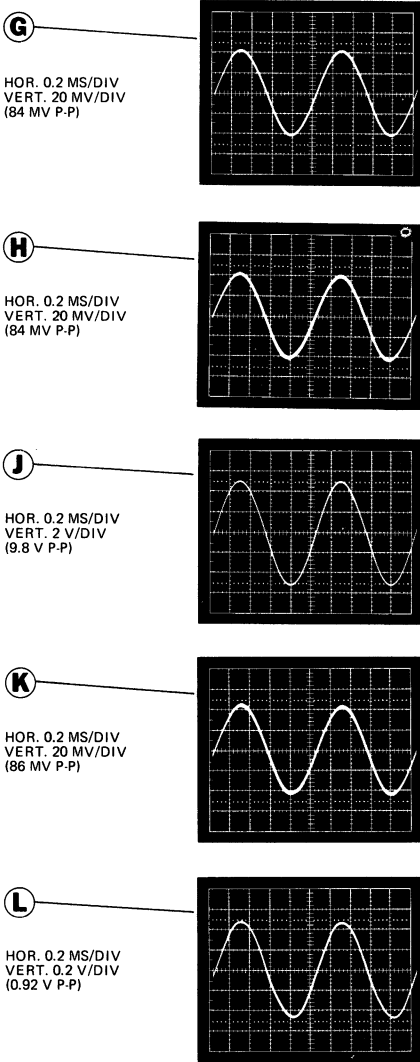 G
HOR. 0.2 MS/DIV
VERT. 20 MV/DIV
(84 MV P-P)
H
HOR. 0.2 MS/DIV
VERT. 20 MV/DIV
(84 MV P-P)
J
HOR. 0.2 MS/DIV
VERT. 2 V/DIV
(9.8 V P-P)
K
HOR. 0.2 MS/DIV
VERT. 20 MV/DIV
(86 MV P-P)
L
HOR. 0.2 MS/DIV
VERT. 0.2 V/DIV
(0.92 V P-P)